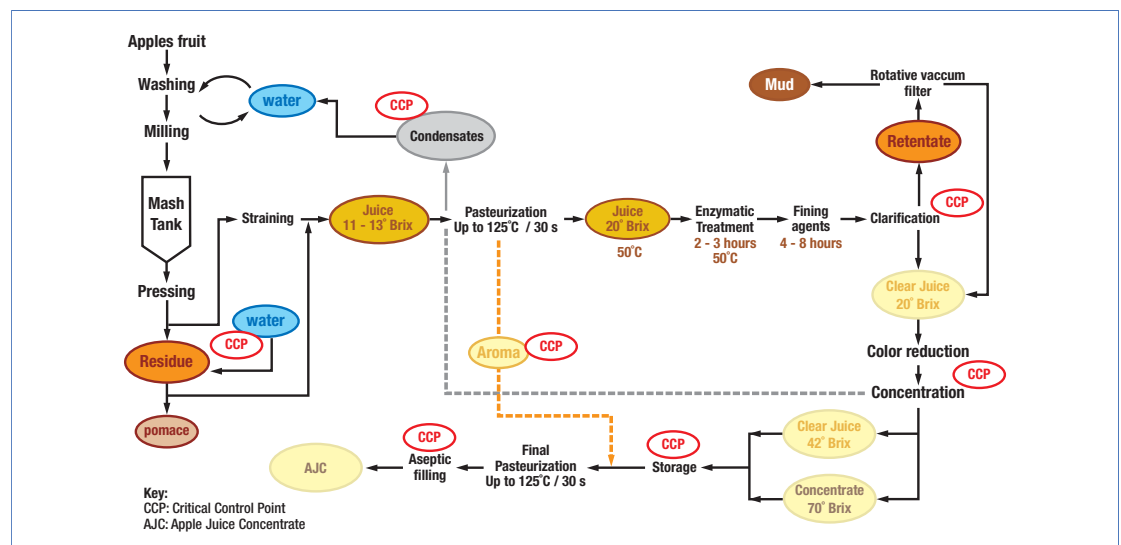 Apples fruit
Washing
water
Milling
Mash
Tank
Pressing
water
CCP
Residue
pomace
CCP
Condensates
Straining
Juice
11 - 13° Brix
Pasteurization
Up to 125°C / 30 s
Juice
20° Brix
50°C
Enzymatic
Treatment
2 - 3 hours
50°C
Fining
agents
4 - 8 hours
Clarification
CCP
Retentate
Rotative vaccum
filter
Mud
Clear Juice
20° Brix
Color reduction
CCP
Concentration
Aroma
CCP
Clear Juice
42° Brix
Concentrate
70° Brix
CCP
Storage
Final
Pasteurization
Up to 125°C / 30 s
CCP
Aseptic
filling
AJC
Key:
CCP: Critical Control Point
AJC: Apple Juice Concentrate